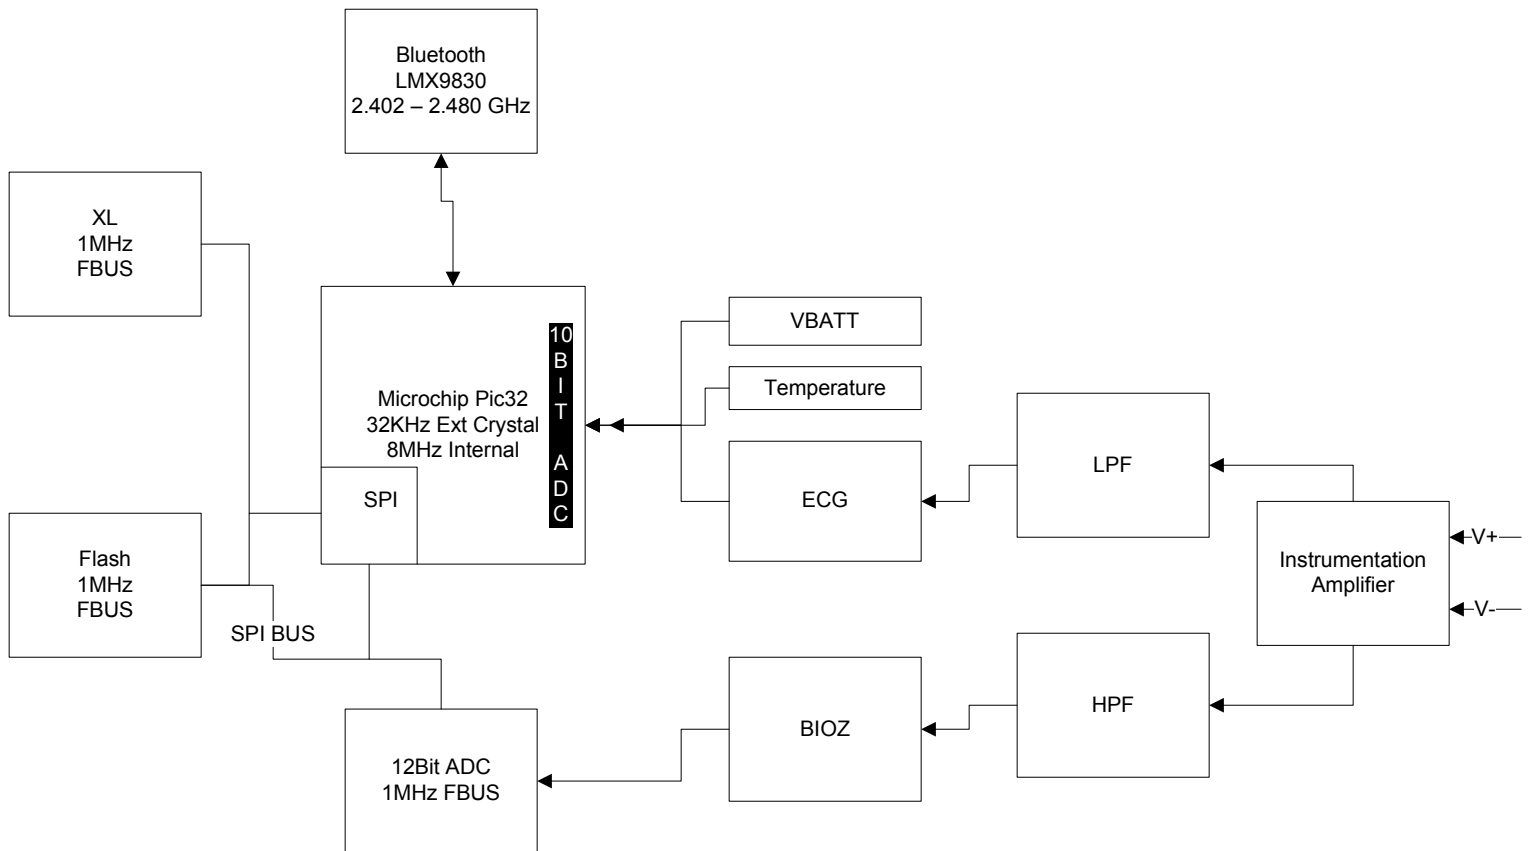 Bluetooth
LMX9830
2.402 – 2.480 GHz
XL
1MHz
FBUS
Microchip Pic32
32KHz Ext Crystal
8MHz Internal
10
B
I
T
A
D
C
SPI
VBATT
Temperature
ECG
LPF
Instrumentation
Amplifier
V+
V-
Flash
1MHz
FBUS
SPI BUS
12Bit ADC
1MHz FBUS
BIOZ
HPF